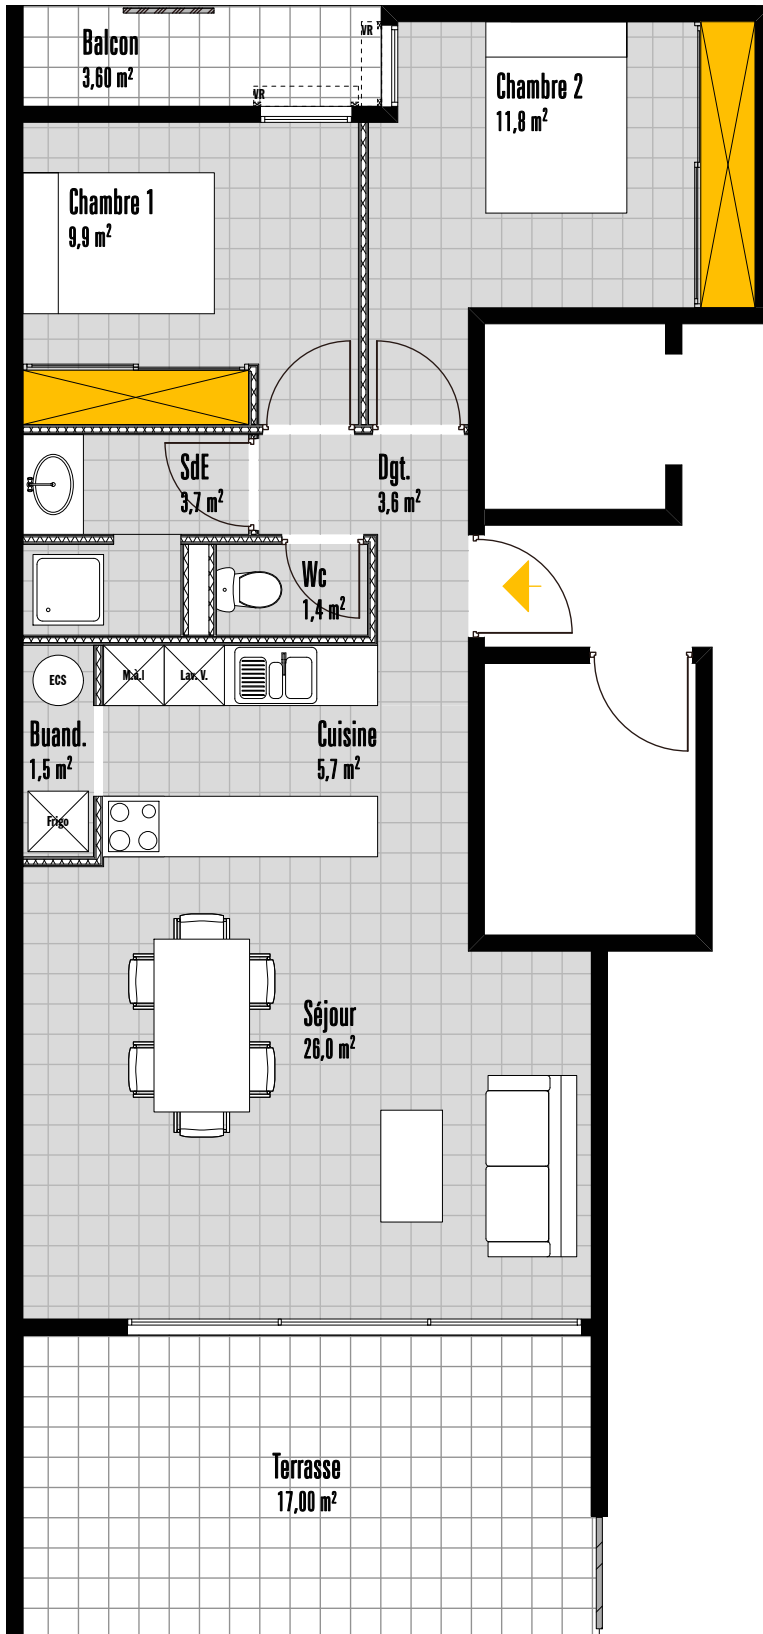 Balcon
3,60 m²
VR
VR
Chambre 2
11,8 m²
Chambre 1
9,9 m²
SdE
3,7 m²
Dgt.
3,6 m²
Wc
1,4 m²
ECS
M.à.l
Lav. V.
Buand.
1,5 m²
Cuisine
5,7 m²
Frigo
Séjour
26,0 m²
Terrasse
17,00 m²